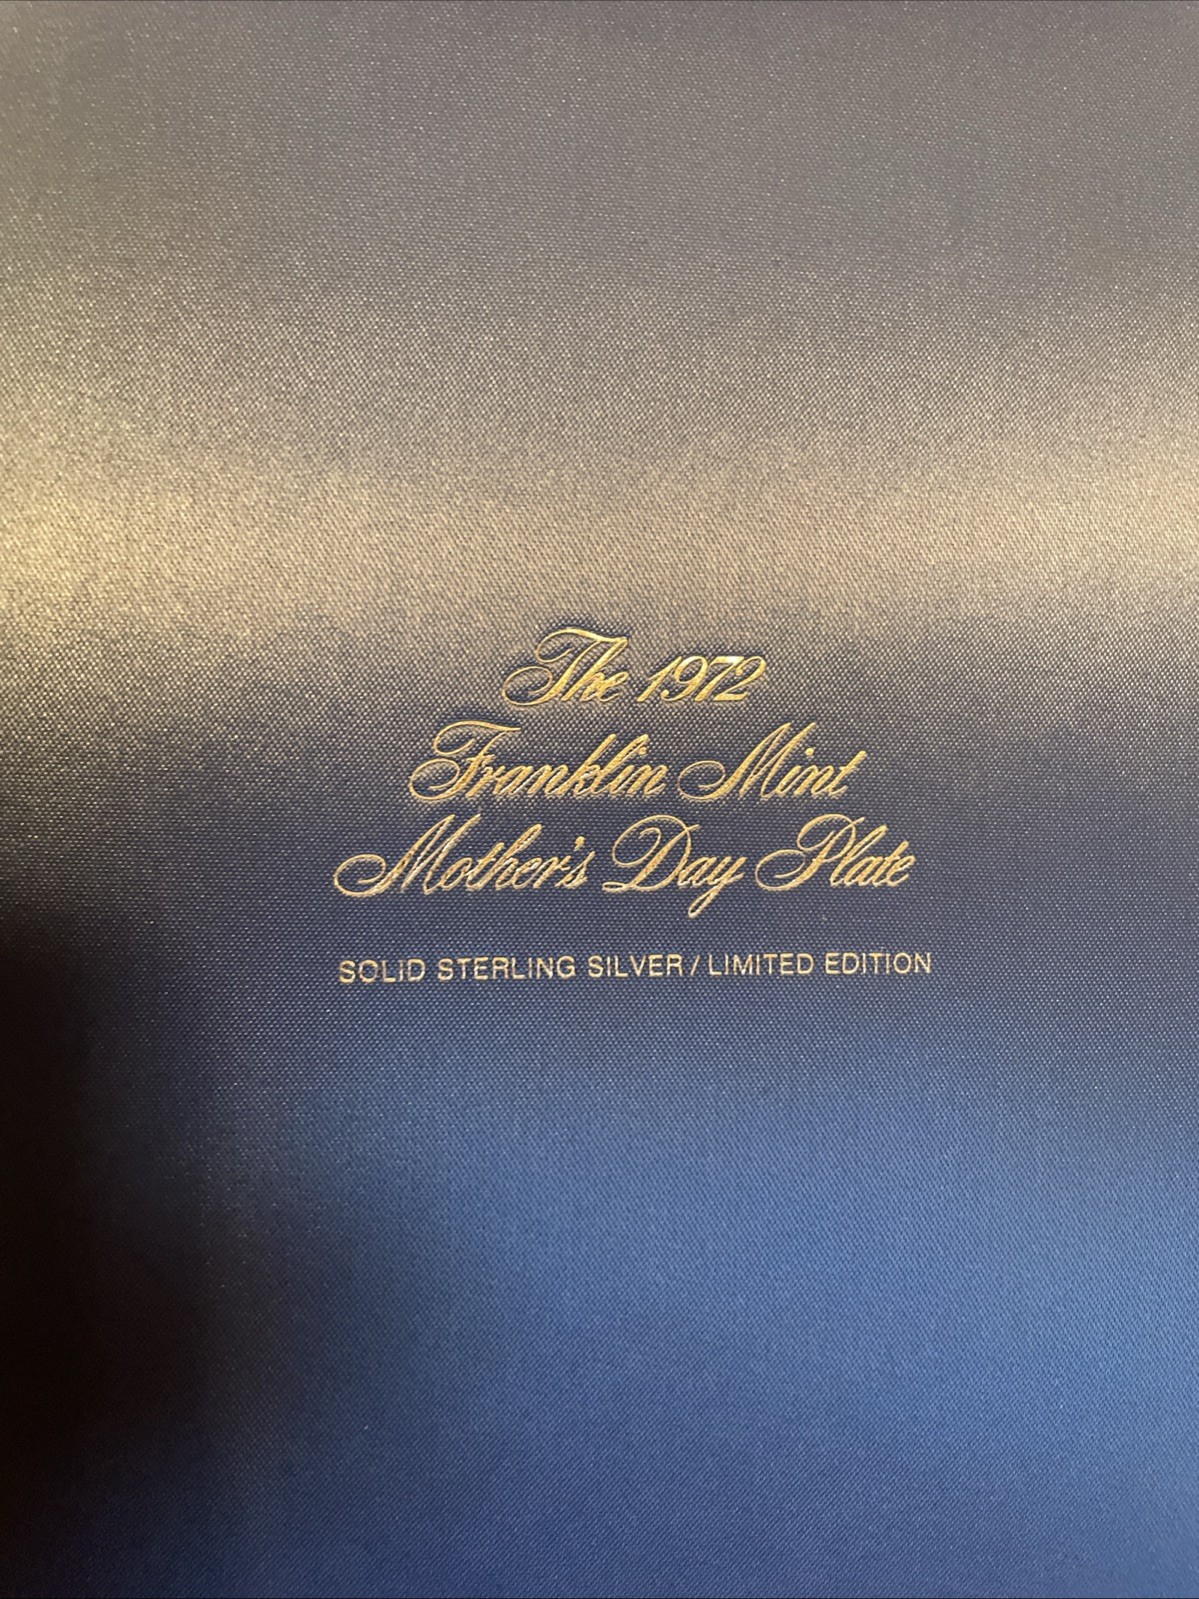 The 1972
Franklin Mint
Mother's Day Plate
SOLID STERLING SILVER / LIMITED EDITION